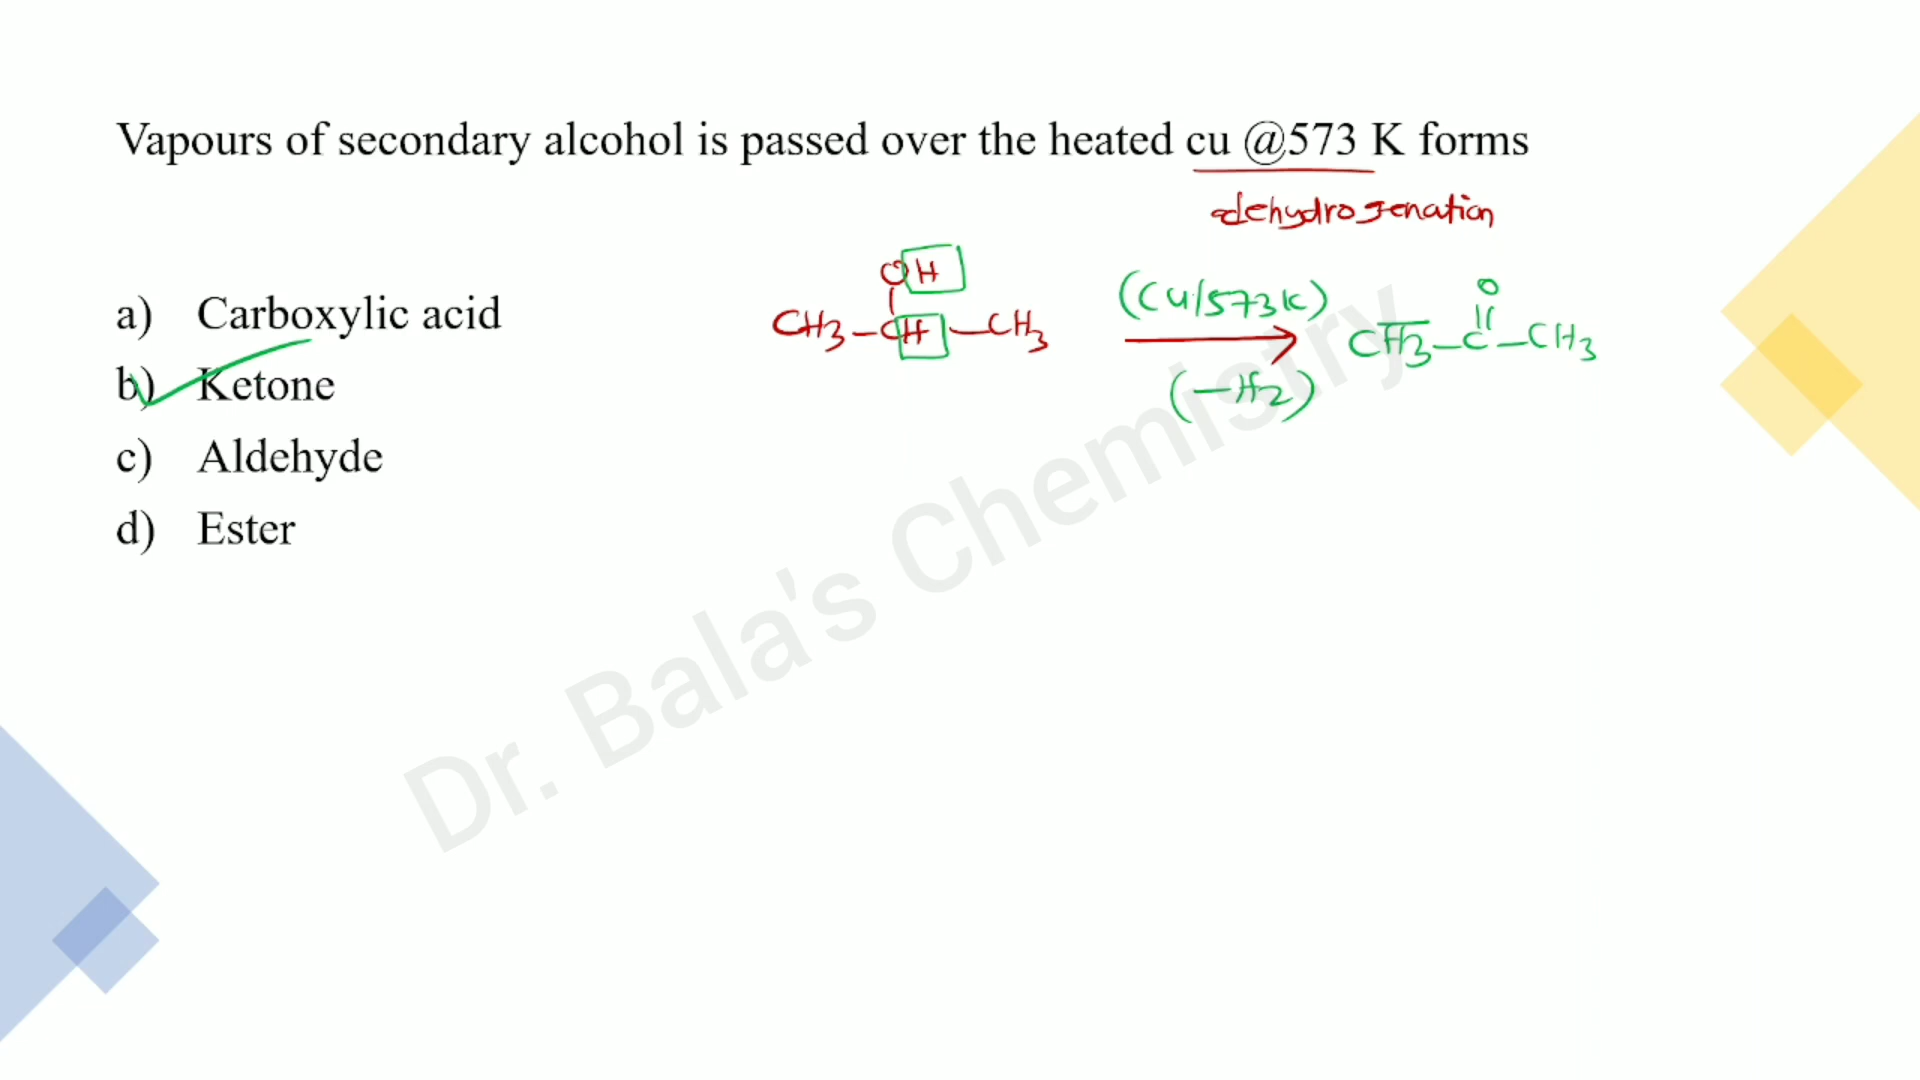 Vapours of secondary alcohol is passed over the heated cu @573 K forms
dehydrogenation
OH
CH3–CH–CH3
(Cu/573K)
(–H2)
O
CH3–C–CH3
a) Carboxylic acid
b) Ketone
c) Aldehyde
d) Ester
Dr. Bala's Chemistry